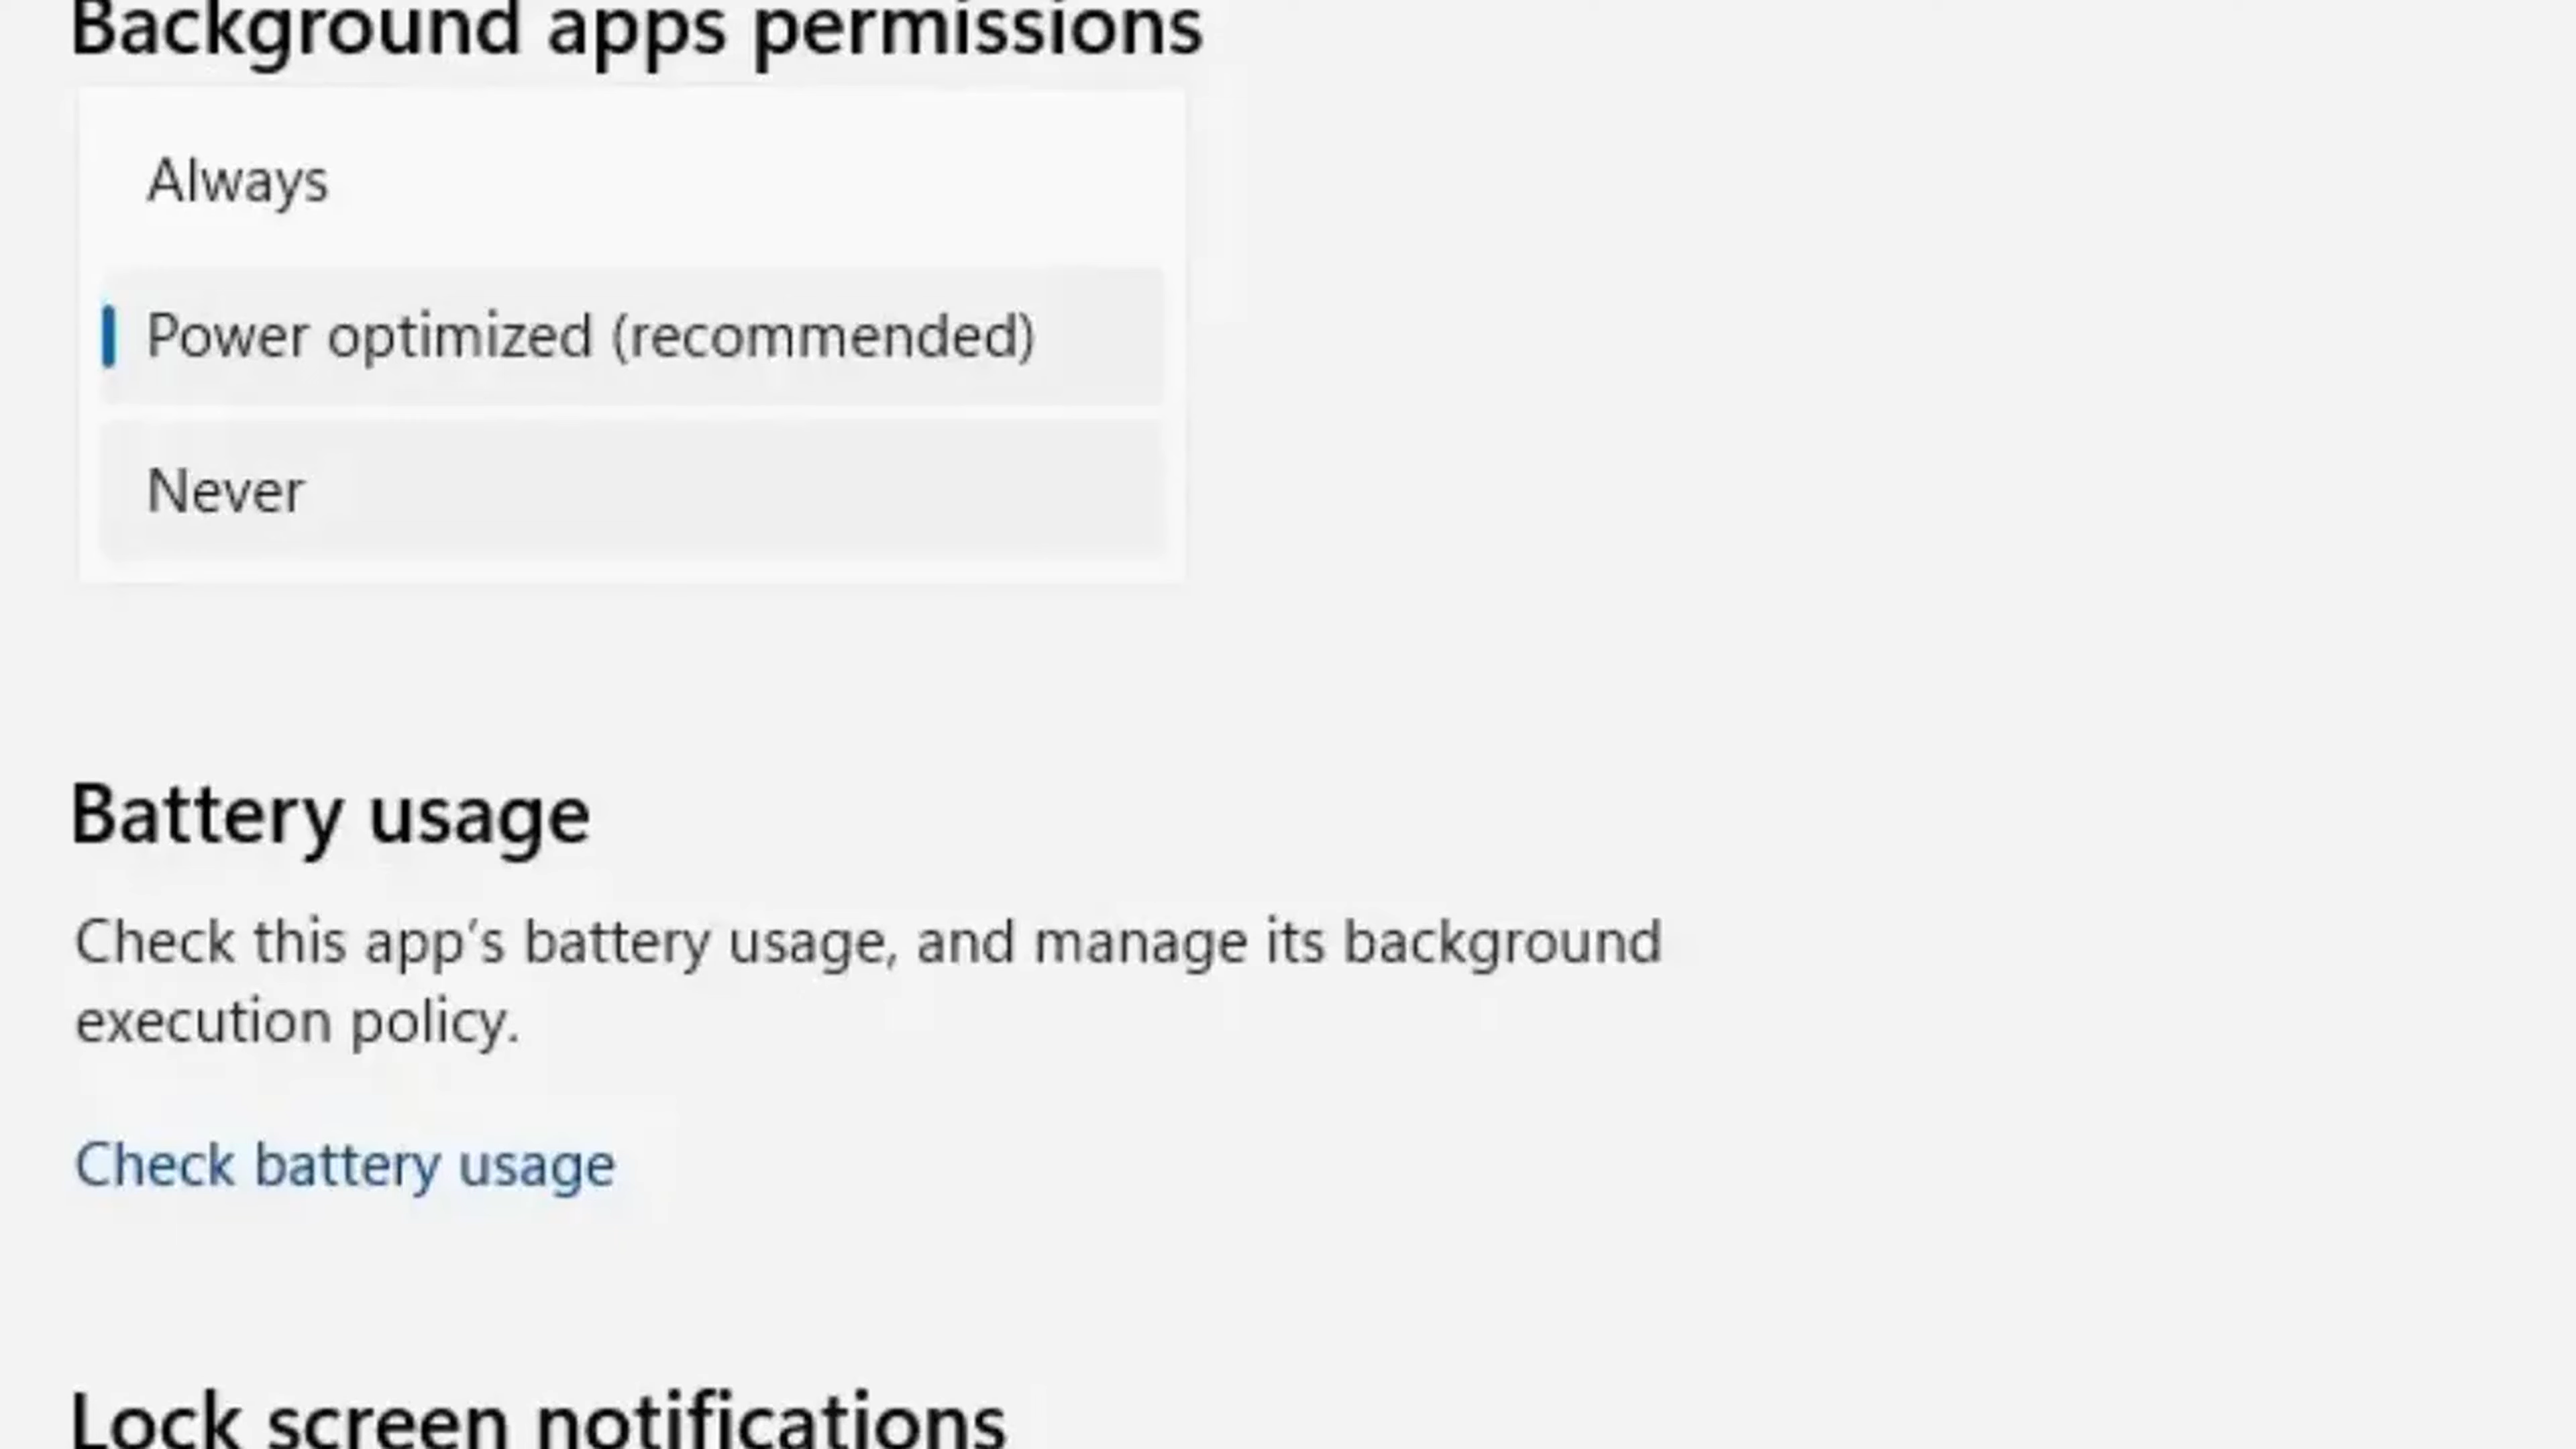 Background apps permissions
Always
Power optimized (recommended)
Never
Battery usage
Check this app's battery usage, and manage its background
execution policy.
Check battery usage
Lock screen notifications